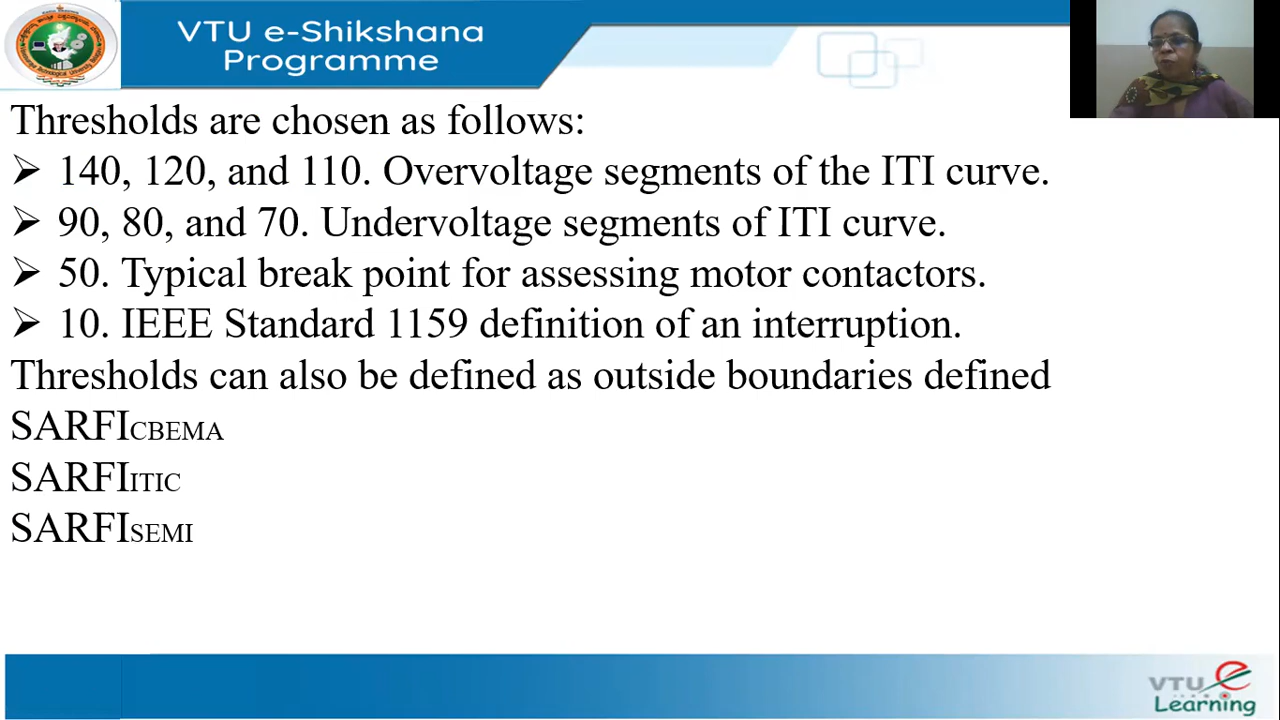 VTU e-Shikshana
Programme
Thresholds are chosen as follows:
➢ 140, 120, and 110. Overvoltage segments of the ITI curve.
➢ 90, 80, and 70. Undervoltage segments of ITI curve.
➢ 50. Typical break point for assessing motor contactors.
➢ 10. IEEE Standard 1159 definition of an interruption.
Thresholds can also be defined as outside boundaries defined
SARFICBEMA
SARFIITIC
SARFISEMI
VTU e
Learning